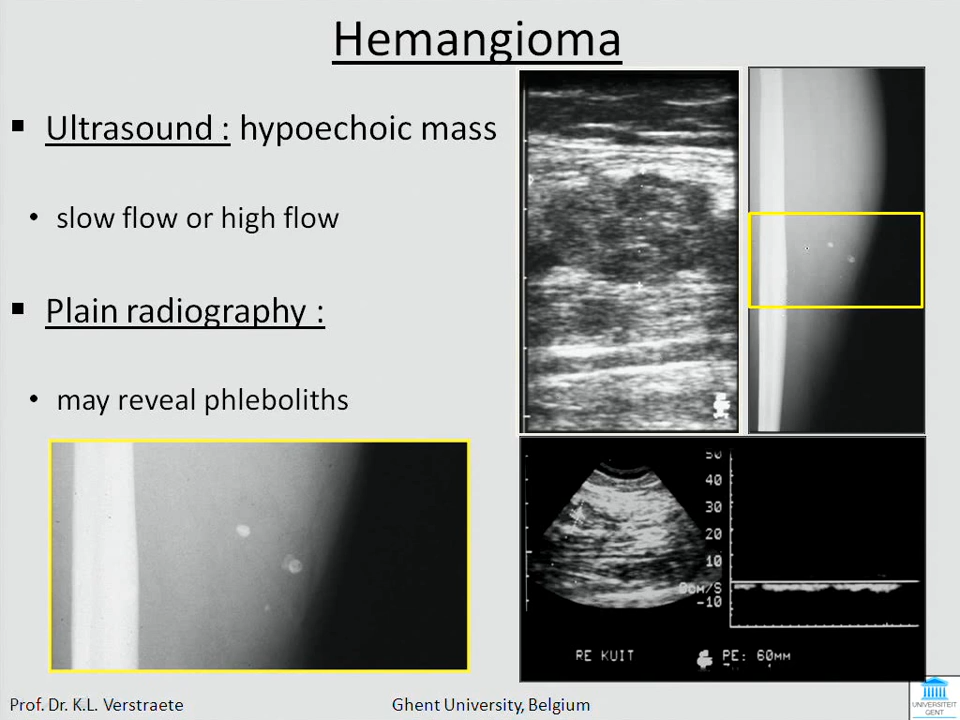 Hemangioma
▪ Ultrasound : hypoechoic mass
• slow flow or high flow
▪ Plain radiography :
• may reveal phleboliths
50
40
30
20
10
0cm/s
-10
RE KUIT
PE: 60mm
Prof. Dr. K.L. Verstraete
Ghent University, Belgium
UNIVERSITEIT
GENT